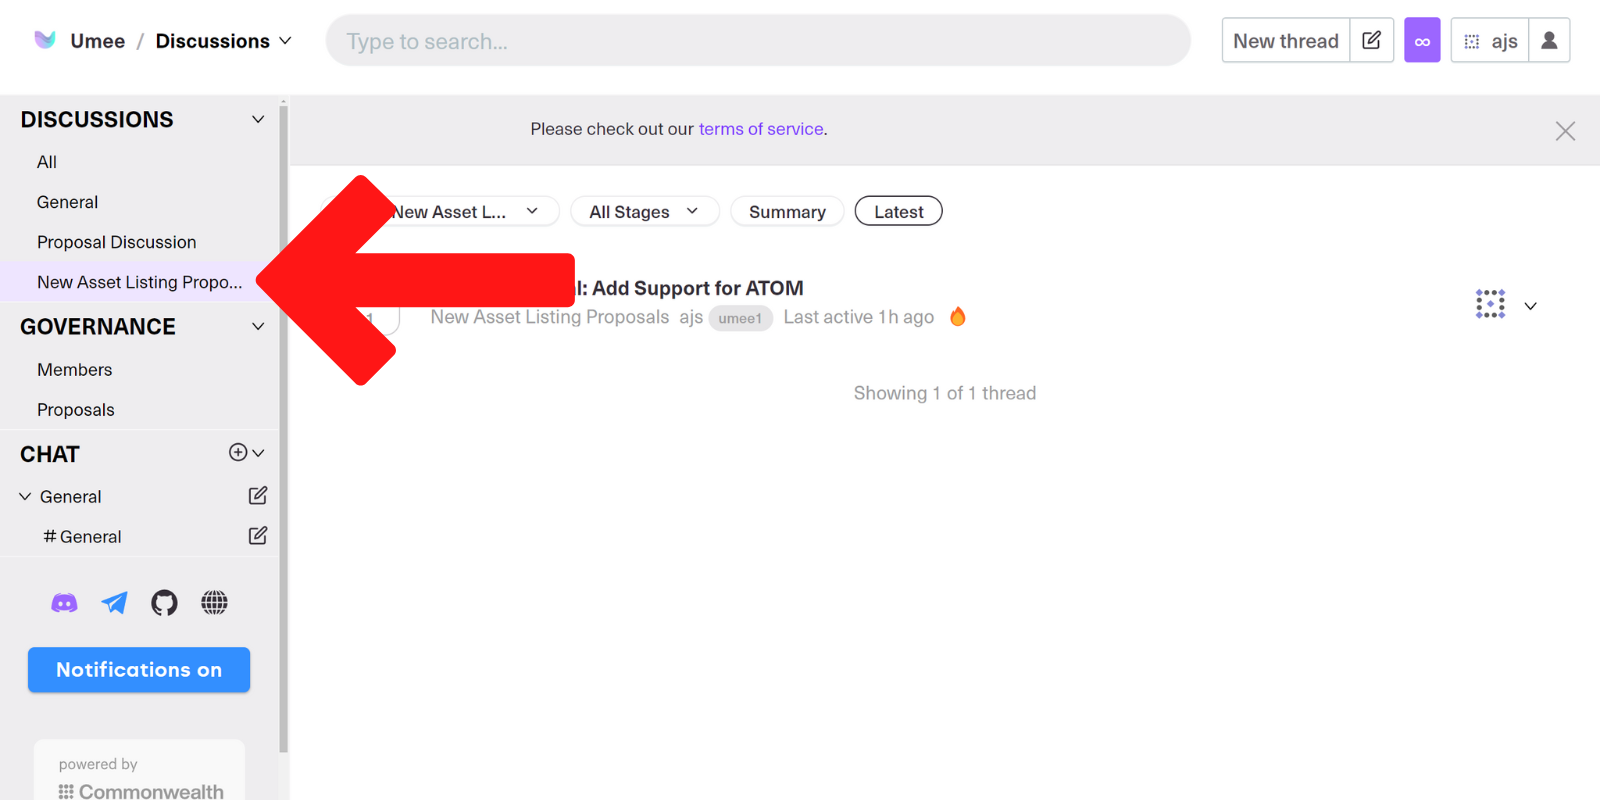 Umee / Discussions
Type to search...
New thread
ajs
DISCUSSIONS
All
General
Proposal Discussion
New Asset Listing Propo...
GOVERNANCE
Members
Proposals
CHAT
General
# General
Notifications on
powered by
Commonwealth
Please check out our terms of service.
New Asset L...
All Stages
Summary
Latest
: Add Support for ATOM
1
New Asset Listing Proposals ajs umee1 Last active 1h ago 🔥
Showing 1 of 1 thread